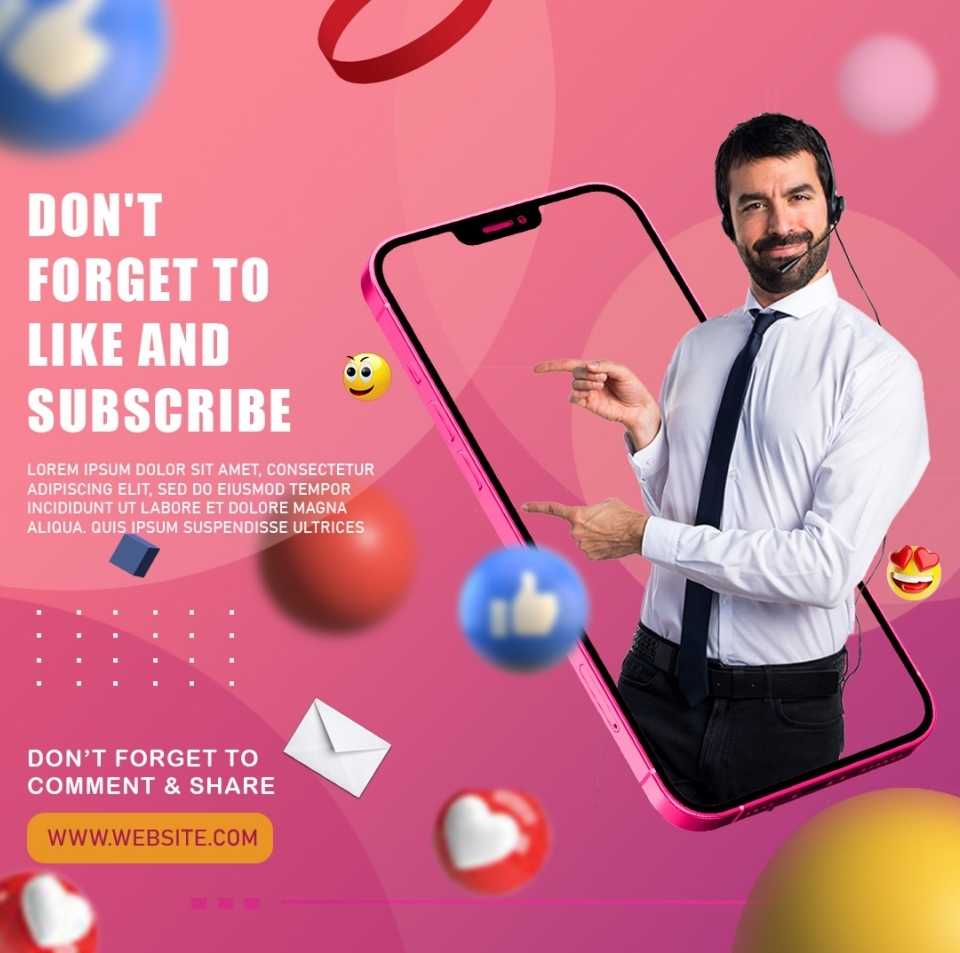 DON'T
FORGET TO
LIKE AND
SUBSCRIBE
LOREM IPSUM DOLOR SIT AMET, CONSECTETUR
ADIPISCING ELIT, SED DO EIUSMOD TEMPOR
INCIDIDUNT UT LABORE ET DOLORE MAGNA
ALIQUA. QUIS IPSUM SUSPENDISSE ULTRICES
DON’T FORGET TO
COMMENT & SHARE
WWW.WEBSITE.COM